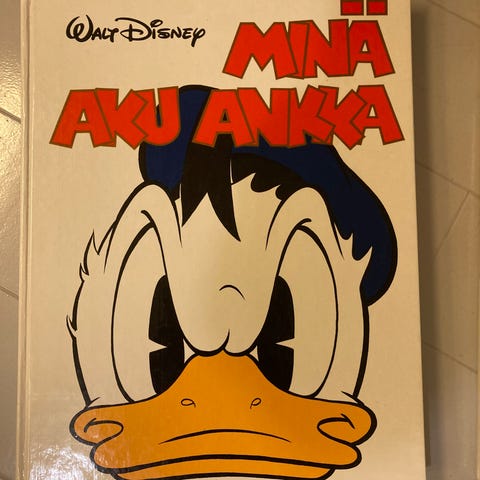 Walt Disney
MINÄ
AKU ANKKA